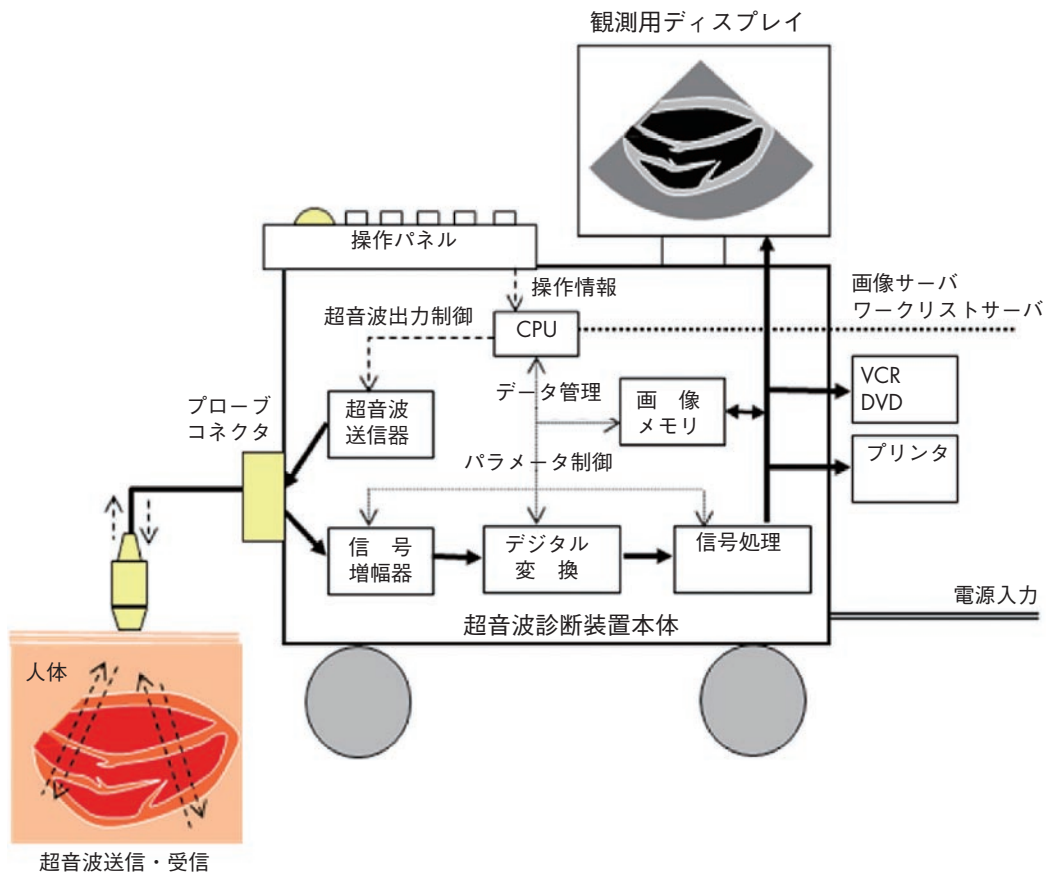 観測用ディスプレイ
操作パネル
操作情報
画像サーバ
ワークリストサーバ
超音波出力制御
CPU
データ管理
VCR
DVD
プローブ
コネクタ
超音波
送信器
画　像
メモリ
プリンタ
パラメータ制御
信　号
増幅器
デジタル
変　換
信号処理
電源入力
超音波診断装置本体
人体
超音波送信・受信